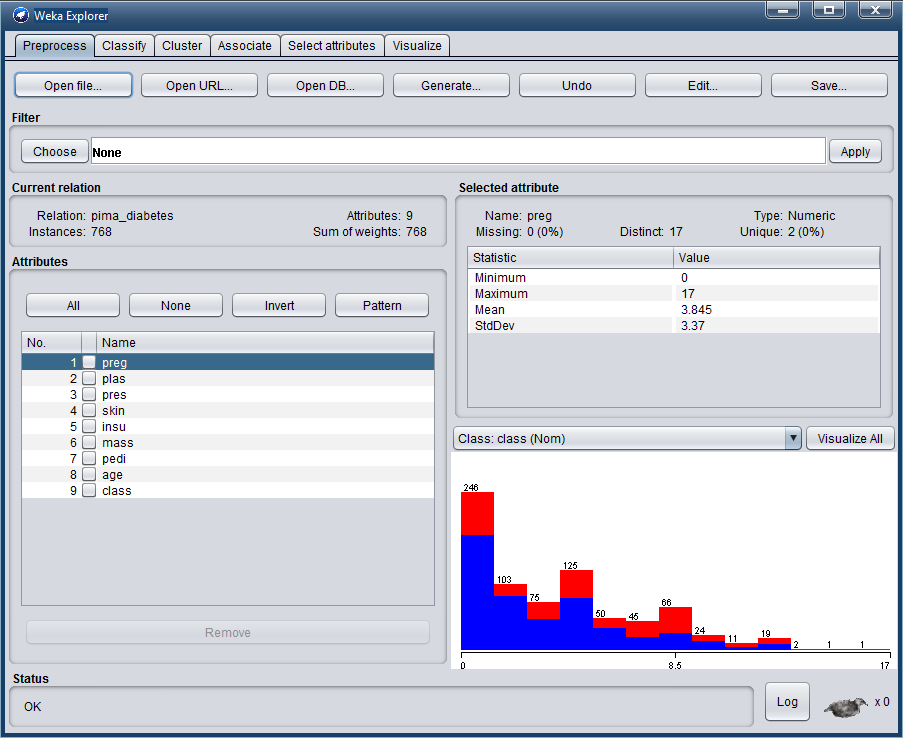 Weka Explorer
Preprocess Classify Cluster Associate Select attributes Visualize
Open file... Open URL... Open DB... Generate... Undo Edit... Save...
Filter
Choose None Apply
Current relation
Relation: pima_diabetes Attributes: 9
Instances: 768 Sum of weights: 768
Attributes
All None Invert Pattern
No. Name
1 preg
2 plas
3 pres
4 skin
5 insu
6 mass
7 pedi
8 age
9 class
Remove
Selected attribute
Name: preg Type: Numeric
Missing: 0 (0%) Distinct: 17 Unique: 2 (0%)
Statistic Value
Minimum 0
Maximum 17
Mean 3.845
StdDev 3.37
Class: class (Nom) Visualize All
246
103
75
125
50
45
66
24
11
19
2
1
1
0 8.5 17
Status
OK
Log x 0